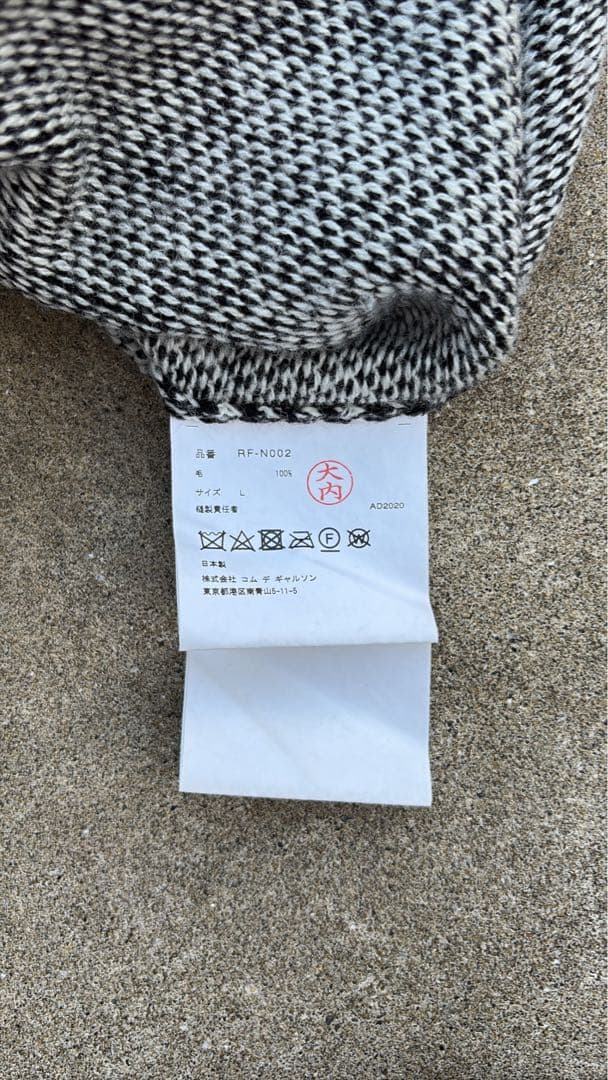 品番 RF-N002
毛 100%
サイズ L
縫製責任者 大内 AD2020
F W
日本製
株式会社 コム デ ギャルソン
東京都港区南青山5-11-5